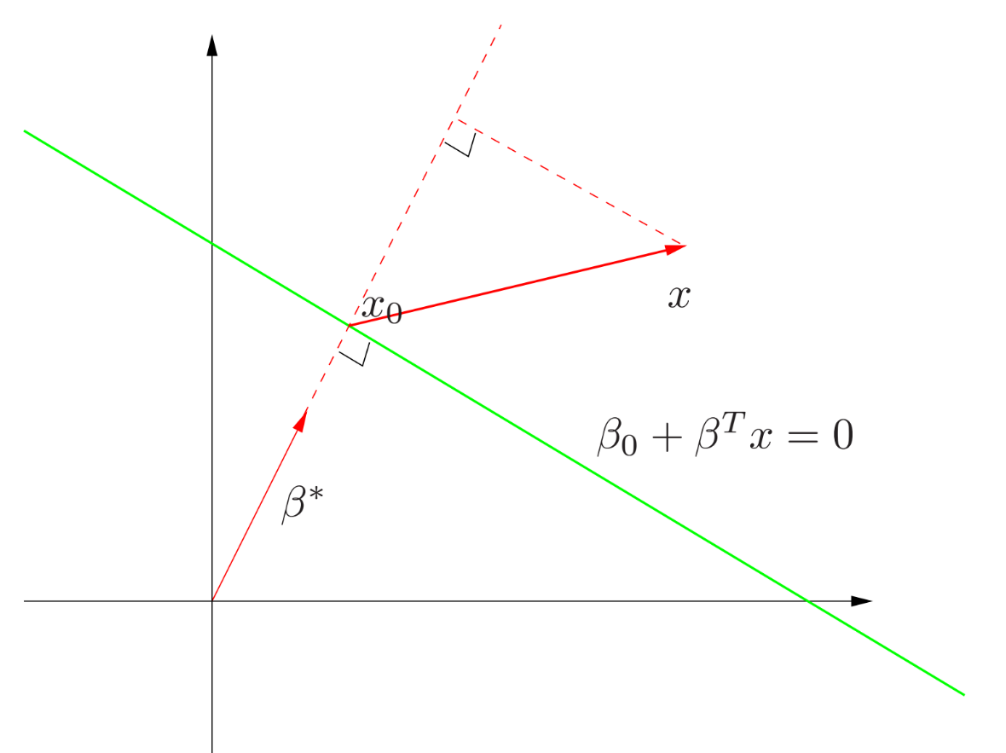 x₀
x
β₀ + βᵀx = 0
β*